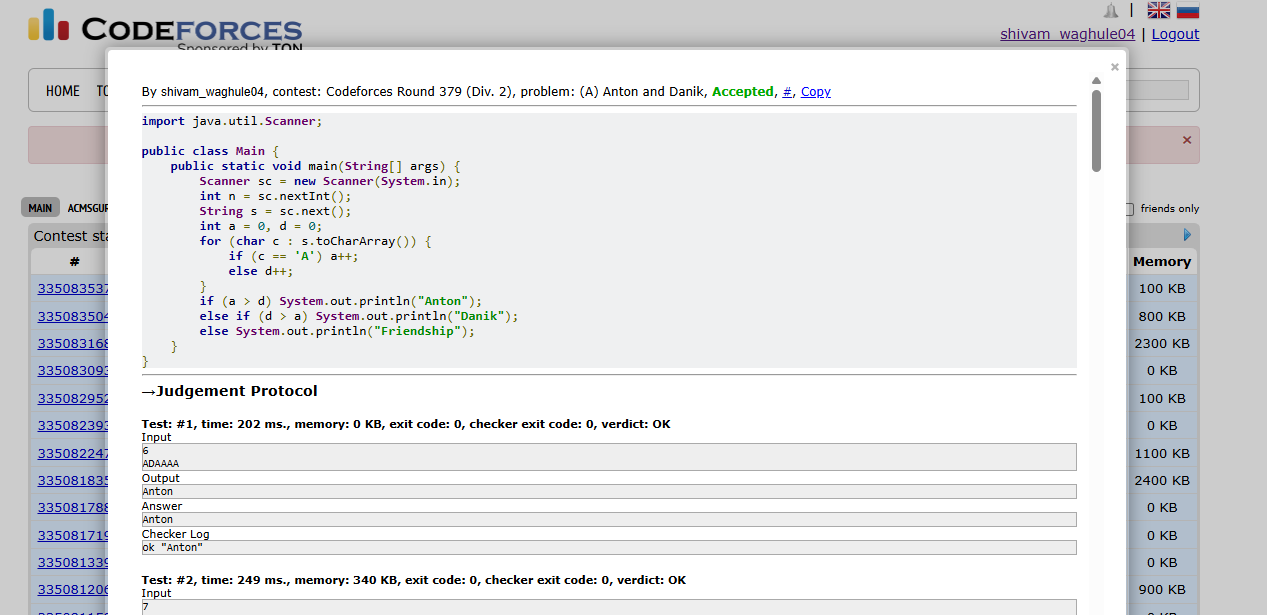 CODEFORCES
Sponsored by TON
shivam_waghule04 | Logout
HOME
×
By shivam_waghule04, contest: Codeforces Round 379 (Div. 2), problem: (A) Anton and Danik, Accepted, #, Copy
import java.util.Scanner;
public class Main {
public static void main(String[] args) {
Scanner sc = new Scanner(System.in);
int n = sc.nextInt();
String s = sc.next();
int a = 0, d = 0;
for (char c : s.toCharArray()) {
if (c == 'A') a++;
else d++;
}
if (a > d) System.out.println("Anton");
else if (d > a) System.out.println("Danik");
else System.out.println("Friendship");
}
}
→Judgement Protocol
Test: #1, time: 202 ms., memory: 0 KB, exit code: 0, checker exit code: 0, verdict: OK
Input
6
ADAAAA
Output
Anton
Answer
Anton
Checker Log
ok "Anton"
Test: #2, time: 249 ms., memory: 340 KB, exit code: 0, checker exit code: 0, verdict: OK
Input
7
MAIN ACMSGUR
friends only
Contest sta
# Memory
335083537 100 KB
335083504 800 KB
335083168 2300 KB
335083093 0 KB
335082952 100 KB
335082393 0 KB
335082247 1100 KB
335081835 2400 KB
335081788 0 KB
335081719 0 KB
335081339 0 KB
335081206 900 KB